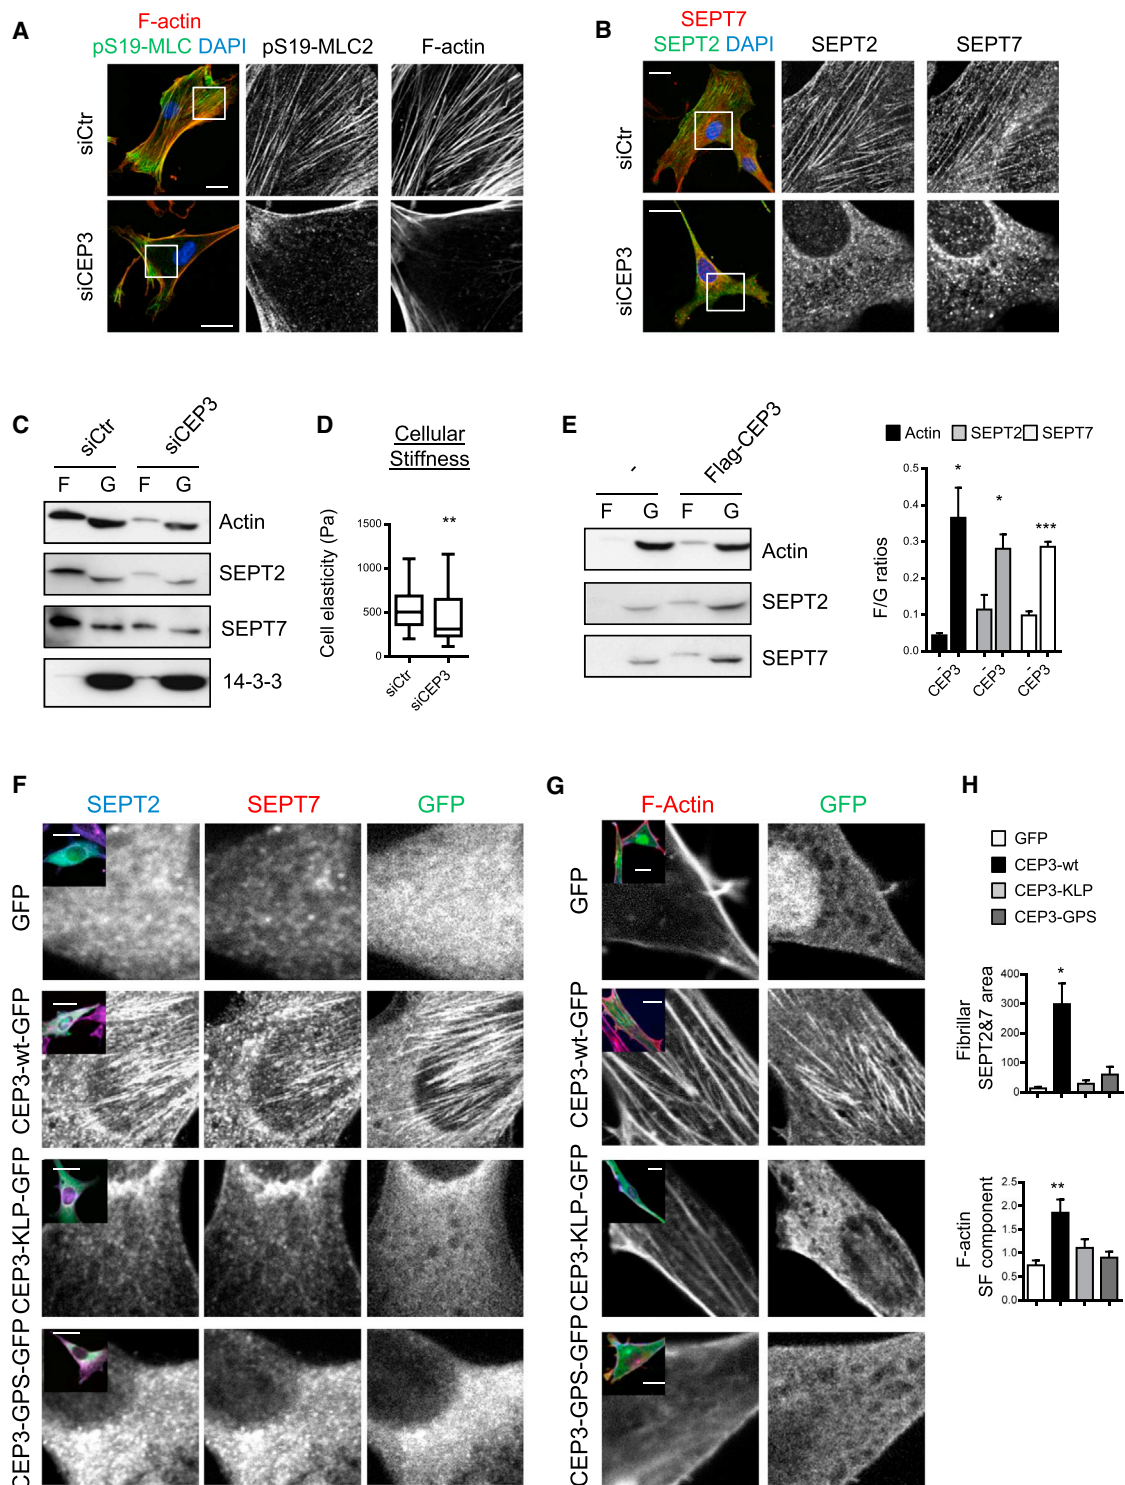 A
F-actin
pS19-MLC DAPI
pS19-MLC2
F-actin
siCtr
siCEP3
B
SEPT7
SEPT2 DAPI
SEPT2
SEPT7
siCtr
siCEP3
C
siCtr
siCEP3
F G F G
Actin
SEPT2
SEPT7
14-3-3
D
Cellular
Stiffness
Cell elasticity (Pa)
1500
1000
500
0
**
siCtr
siCEP3
E
-
Flag-CEP3
F G F G
Actin
SEPT2
SEPT7
Actin SEPT2 SEPT7
F/G ratios
0.5
0.4
0.3
0.2
0.1
0.0
*
*
***
-
CEP3
-
CEP3
-
CEP3
F
SEPT2
SEPT7
GFP
GFP
CEP3-wt-GFP
CEP3-KLP-GFP
CEP3-GPS-GFP
G
F-Actin
GFP
GFP
CEP3-wt-GFP
CEP3-KLP-GFP
CEP3-GPS-GFP
H
GFP
CEP3-wt
CEP3-KLP
CEP3-GPS
Fibrillar
SEPT2&7 area
400
300
200
100
0
*
F-actin
SF component
2.5
2.0
1.5
1.0
0.5
0.0
**